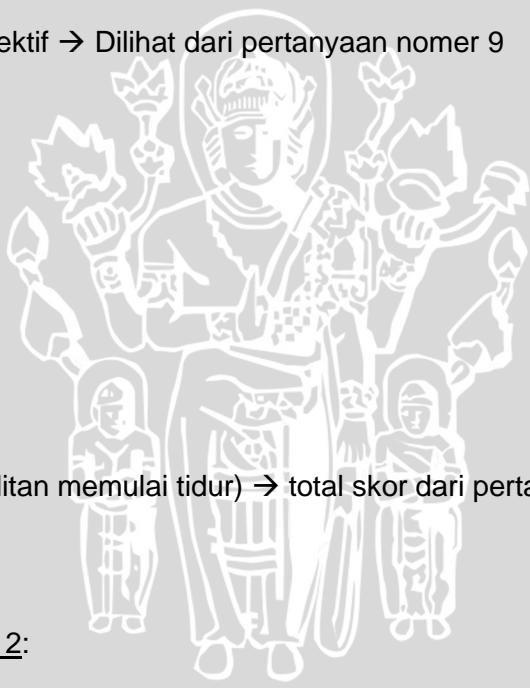 ektif → Dilihat dari pertanyaan nomer 9
litan memulai tidur) → total skor dari perta
2: